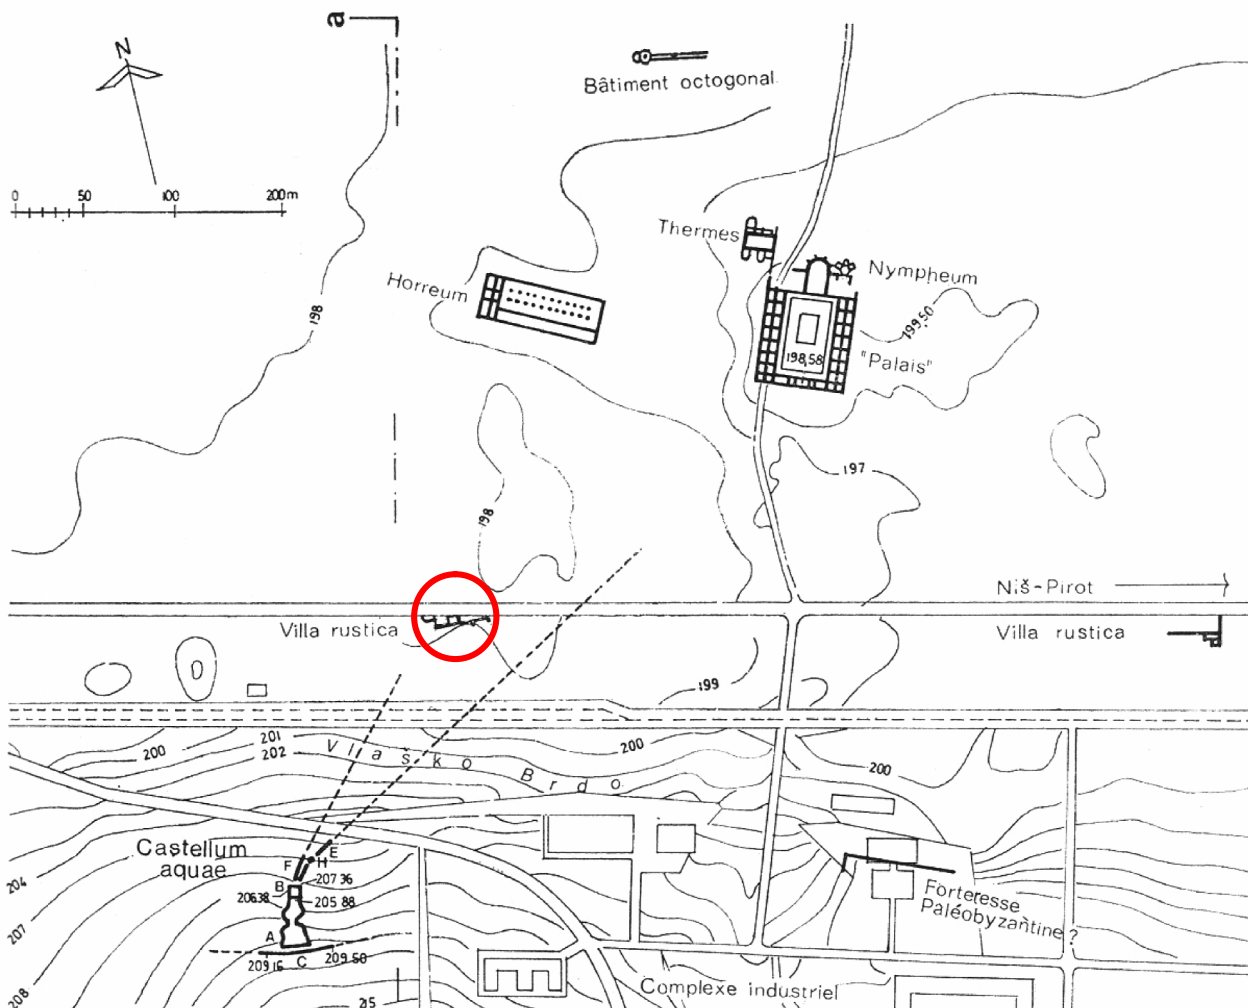 a
N
Bâtiment octogonal
0 50 100 200m
Thermes
Nympheum
Horreum
198
199,50
198,58
"Palais"
197
198
Niš-Pirot
Villa rustica
Villa rustica
199
200
201
202
Vlaško Brdo
200
200
Castellum
aquae
E
H
F
207 36
B
206 38
205 88
204
207
208
A
C
209 16
209 50
Forteresse
Paléobyzantine ?
Complexe industriel
215